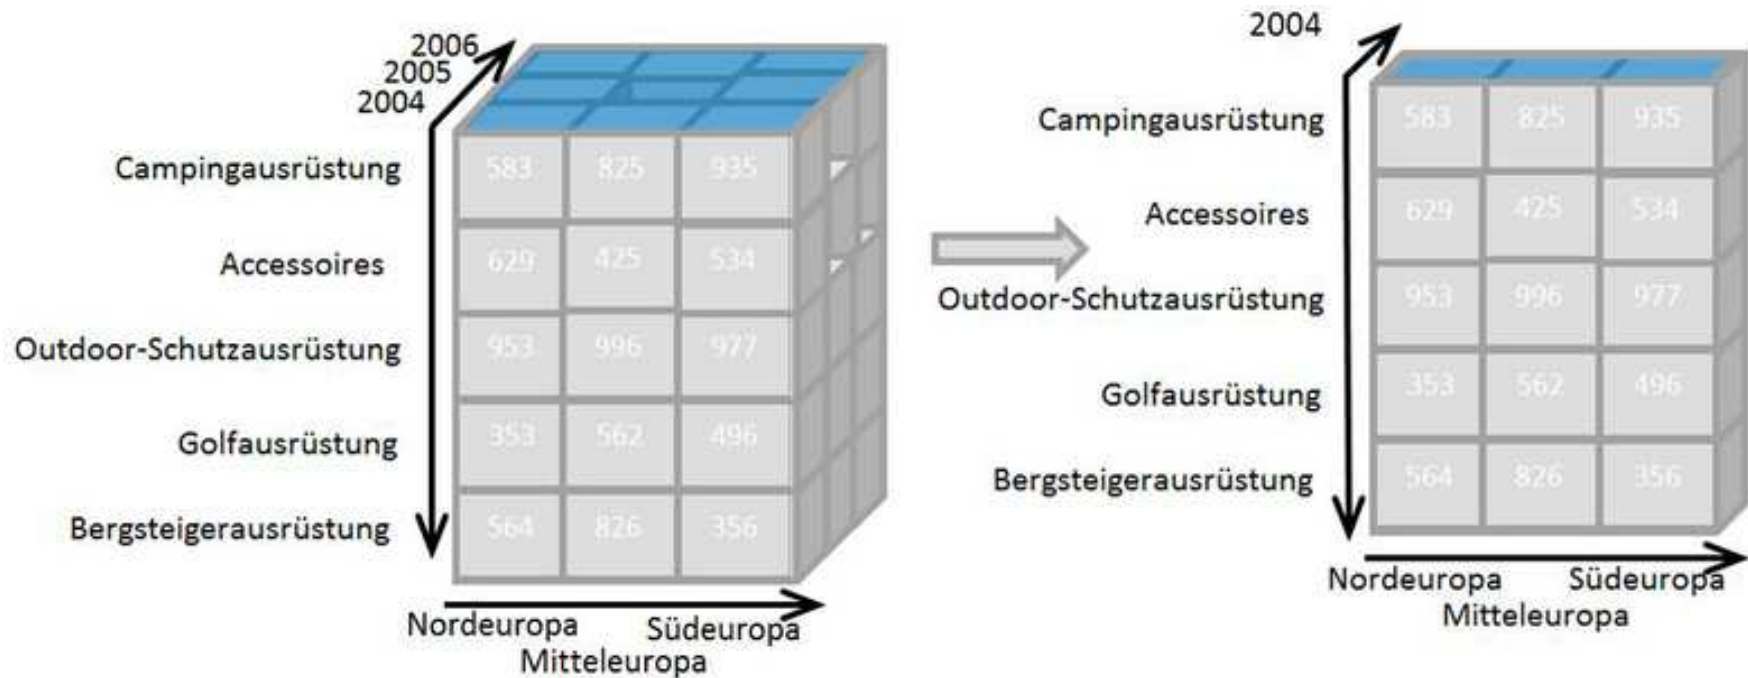 2006
2005
2004
Campingausrüstung 583 825 935
Accessoires 629 425 534
Outdoor-Schutzausrüstung 953 996 977
Golfausrüstung 353 562 496
Bergsteigerausrüstung 564 826 356
Nordeuropa Südeuropa
Mitteleuropa
2004
Campingausrüstung 583 825 935
Accessoires 629 425 534
Outdoor-Schutzausrüstung 953 996 977
Golfausrüstung 353 562 496
Bergsteigerausrüstung 564 826 356
Nordeuropa Südeuropa
Mitteleuropa